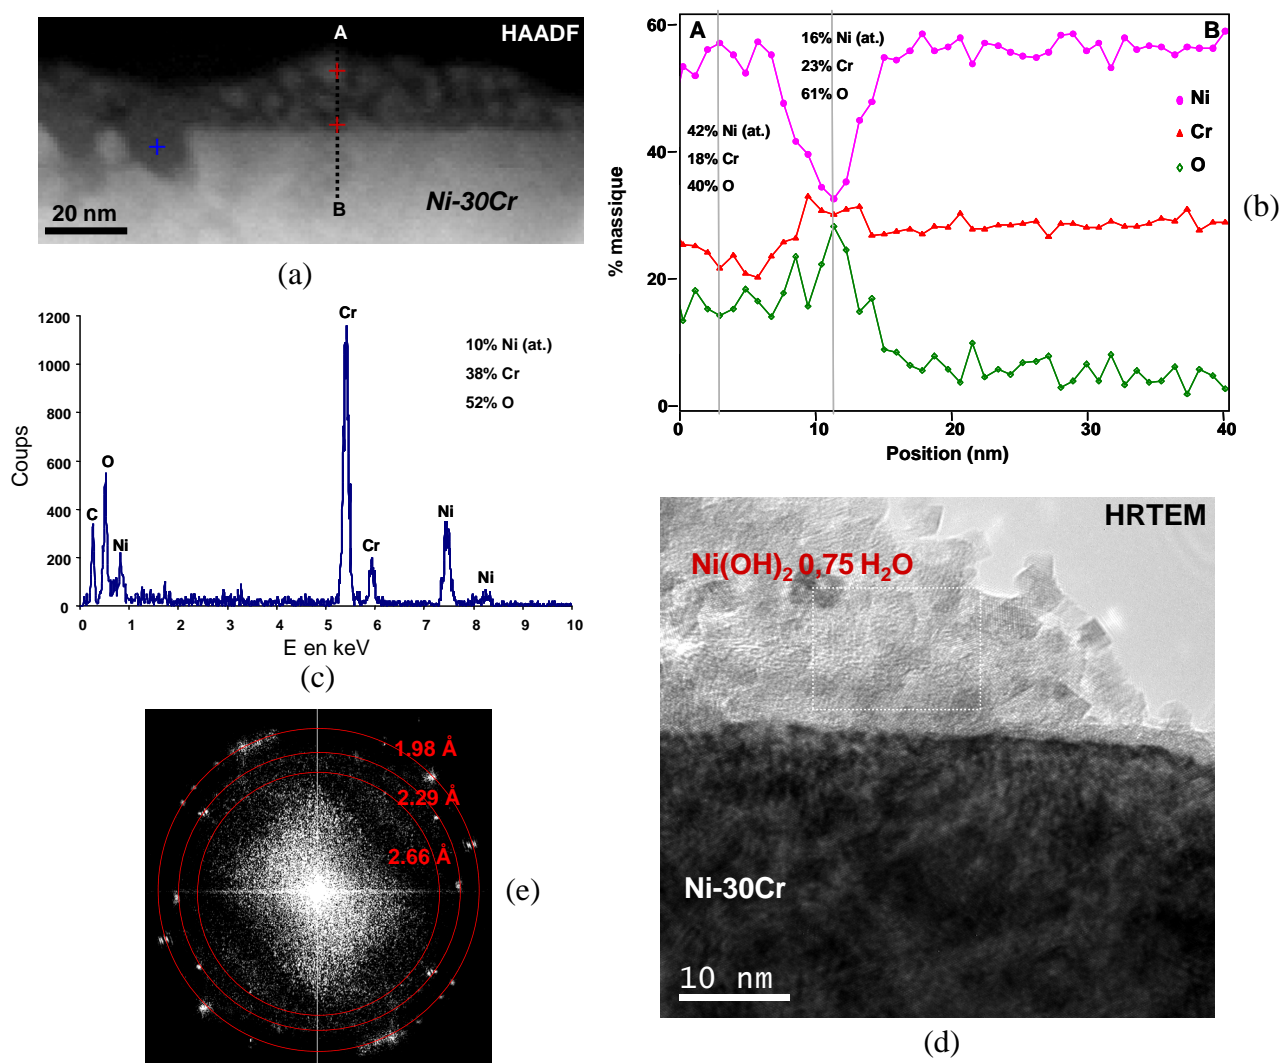 A
HAADF
B
Ni-30Cr
20 nm
(a)
60
40
20
0
% massique
A
B
16% Ni (at.)
23% Cr
61% O
42% Ni (at.)
18% Cr
40% O
Ni
Cr
O
0
10
20
30
40
Position (nm)
(b)
1200
1000
800
600
400
200
0
Coups
Cr
10% Ni (at.)
38% Cr
52% O
C
O
Ni
Cr
Ni
Ni
0
1
2
3
4
5
6
7
8
9
10
E en keV
(c)
HRTEM
Ni(OH)₂ 0,75 H₂O
Ni-30Cr
10 nm
(d)
1.98 Å
2.29 Å
2.66 Å
(e)